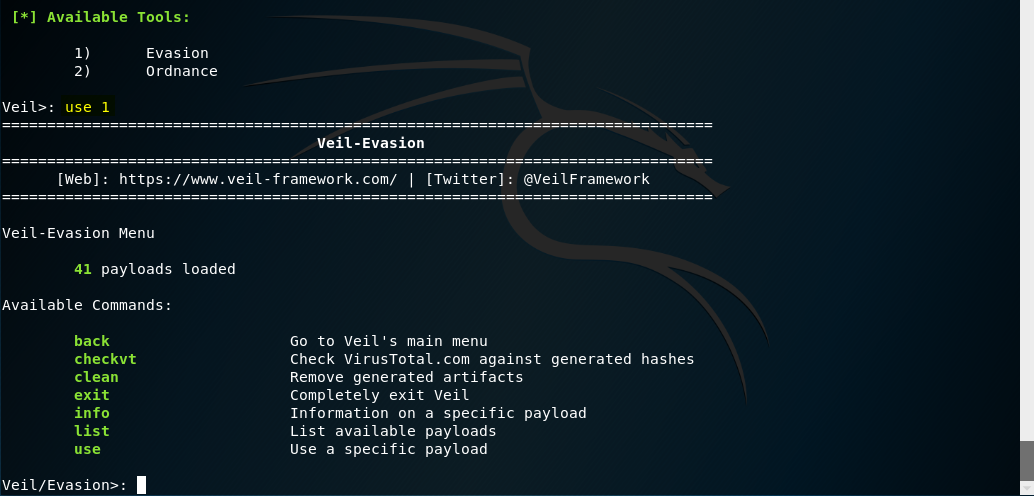 [*] Available Tools:
1) Evasion
2) Ordnance
Veil>: use 1
===============================================================================
Veil-Evasion
===============================================================================
[Web]: https://www.veil-framework.com/ | [Twitter]: @VeilFramework
===============================================================================
Veil-Evasion Menu
41 payloads loaded
Available Commands:
back Go to Veil's main menu
checkvt Check VirusTotal.com against generated hashes
clean Remove generated artifacts
exit Completely exit Veil
info Information on a specific payload
list List available payloads
use Use a specific payload
Veil/Evasion>: